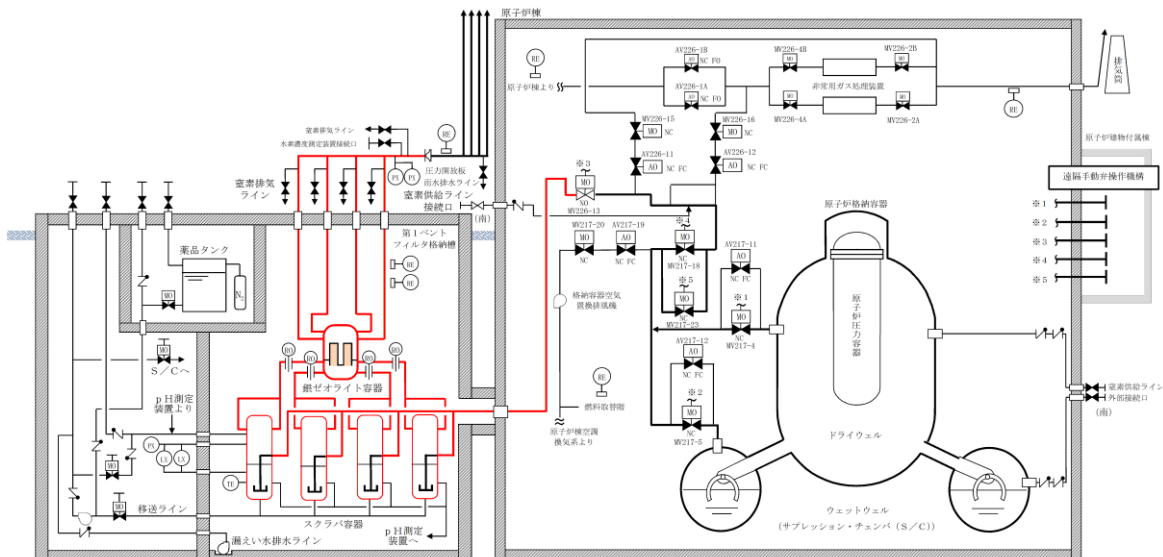 原子炉棟
RE
原子炉棟より
AV226-1B
NC FO
AO
AV226-1A
AO
NC FO
MV226-4B
MO
MV226-2B
MO
非常用ガス処理装置
MO
MV226-4A
MO
MV226-2A
RE
排気筒
MV226-15
MO
NC
MV226-16
MO
NC
AV226-11
AO
NC FC
AV226-12
AO
NC FC
原子炉建物付属棟
遠隔手動弁操作機構
※1
※2
※3
※4
※5
窒素排気ライン
水素濃度測定装置接続口
RE
PX
PX
圧力開放板
雨水排水ライン
窒素排気
ライン
窒素供給ライン
接続口
(南)
※3
MO
NO
MV226-13
MV217-20
MO
NC
AV217-19
AO
NC FC
※4
MO
NC
MV217-18
※5
MO
NC
MV217-23
AV217-11
AO
NC FC
※1
MO
NC
MV217-4
AV217-12
AO
NC FC
※2
MO
NC
MV217-5
原子炉格納容器
原子炉圧力容器
ドライウェル
ウェットウェル
(サプレッション・チェンバ(S/C))
窒素供給ライン
外部接続口
(南)
格納容器空気
置換排風機
RE
燃料取替階
原子炉棟空調
換気系より
第1ベント
フィルタ格納槽
RE
RE
薬品タンク
MO
N₂
MO
S/Cへ
pH測定
装置より
RO
RO
RO
RO
銀ゼオライト容器
PX
LX
LX
TE
MO
MO
移送ライン
スクラバ容器
pH測定
装置へ
漏えい水排水ライン